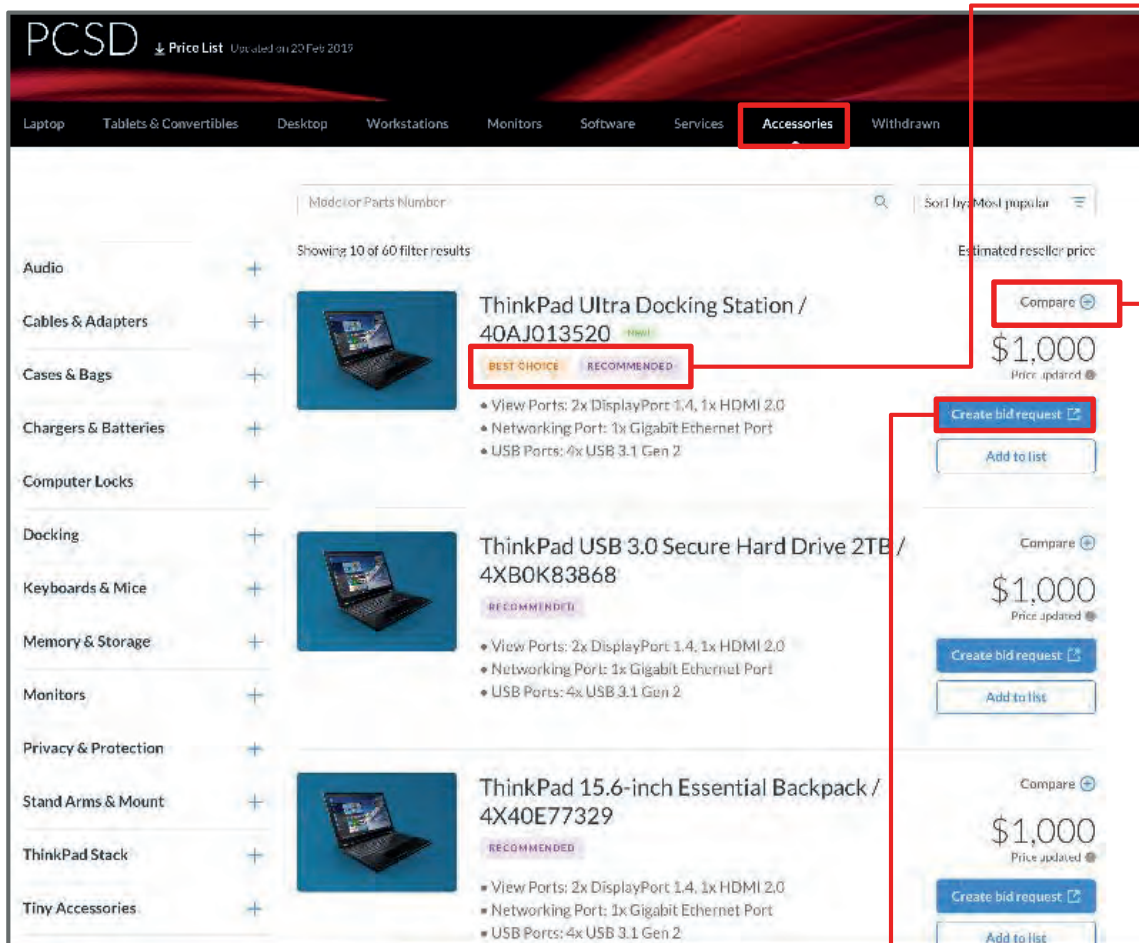 PCSD Price List Updated on 20 Feb 2019
Laptop Tablets & Convertibles Desktop Workstations Monitors Software Services Accessories Withdrawn
Model or Parts Number Sort by: Most popular
Showing 10 of 60 filter results Estimated reseller price
Audio
Cables & Adapters
Cases & Bags
Chargers & Batteries
Computer Locks
Docking
Keyboards & Mice
Memory & Storage
Monitors
Privacy & Protection
Stand Arms & Mount
ThinkPad Stack
Tiny Accessories
ThinkPad Ultra Docking Station /
40AJ013520 New!
BEST CHOICE RECOMMENDED
• View Ports: 2x DisplayPort 1.4, 1x HDMI 2.0
• Networking Port: 1x Gigabit Ethernet Port
• USB Ports: 4x USB 3.1 Gen 2
Compare
$1,000
Price updated
Create bid request
Add to list
ThinkPad USB 3.0 Secure Hard Drive 2TB /
4XB0K83868
RECOMMENDED
• View Ports: 2x DisplayPort 1.4, 1x HDMI 2.0
• Networking Port: 1x Gigabit Ethernet Port
• USB Ports: 4x USB 3.1 Gen 2
Compare
$1,000
Price updated
Create bid request
Add to list
ThinkPad 15.6-inch Essential Backpack /
4X40E77329
RECOMMENDED
• View Ports: 2x DisplayPort 1.4, 1x HDMI 2.0
• Networking Port: 1x Gigabit Ethernet Port
• USB Ports: 4x USB 3.1 Gen 2
Compare
$1,000
Price updated
Create bid request
Add to list